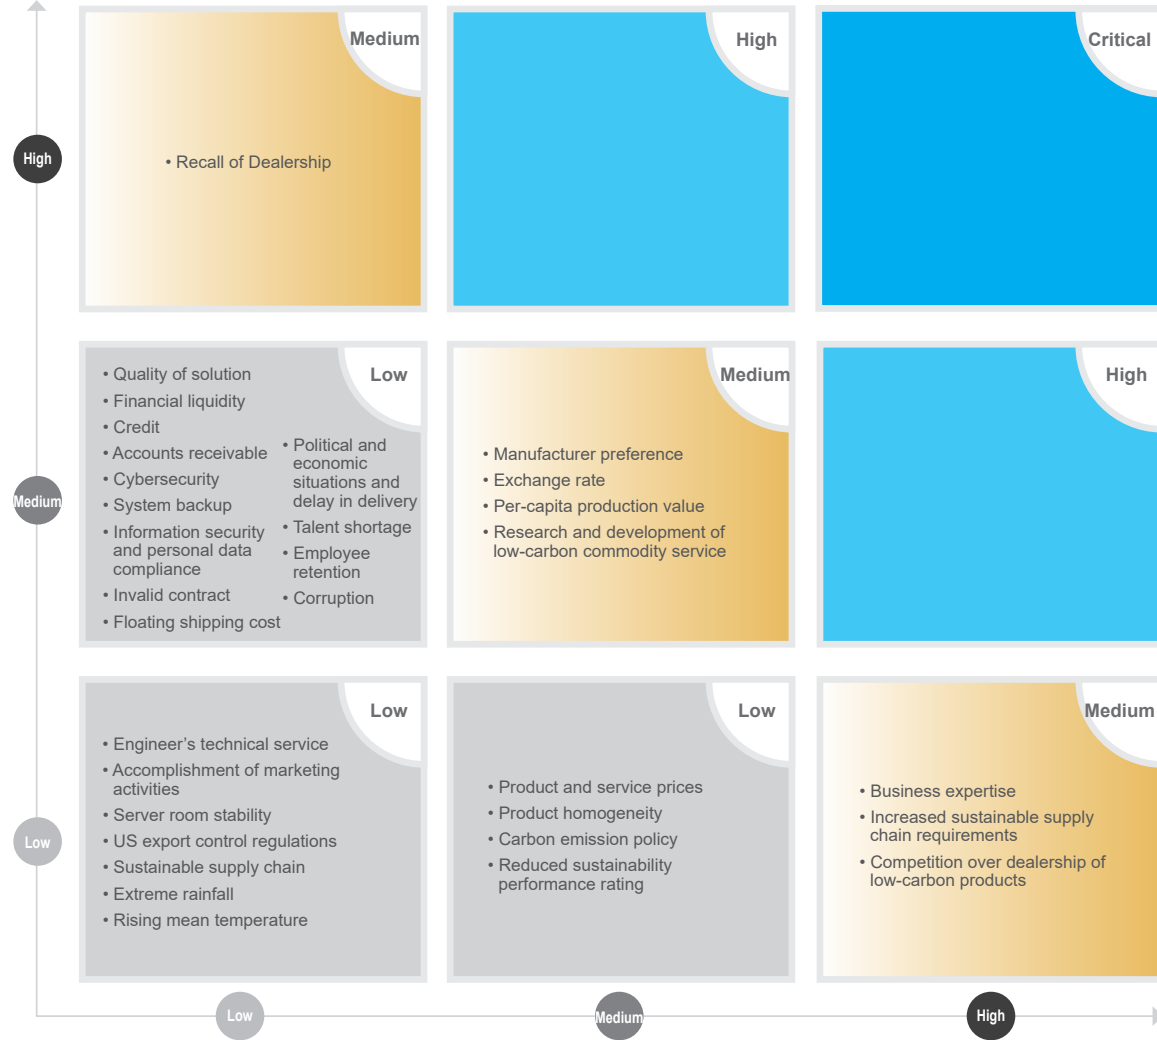 Medium
High
Critical
High
• Recall of Dealership
Low
Medium
High
Medium
• Quality of solution
• Financial liquidity
• Credit
• Accounts receivable
• Cybersecurity
• System backup
• Information security
and personal data
compliance
• Invalid contract
• Floating shipping cost
• Political and
economic
situations and
delay in delivery
• Talent shortage
• Employee
retention
• Corruption
• Manufacturer preference
• Exchange rate
• Per-capita production value
• Research and development of
low-carbon commodity service
Low
Low
Medium
Low
• Engineer’s technical service
• Accomplishment of marketing
activities
• Server room stability
• US export control regulations
• Sustainable supply chain
• Extreme rainfall
• Rising mean temperature
• Product and service prices
• Product homogeneity
• Carbon emission policy
• Reduced sustainability
performance rating
• Business expertise
• Increased sustainable supply
chain requirements
• Competition over dealership of
low-carbon products
Low
Medium
High